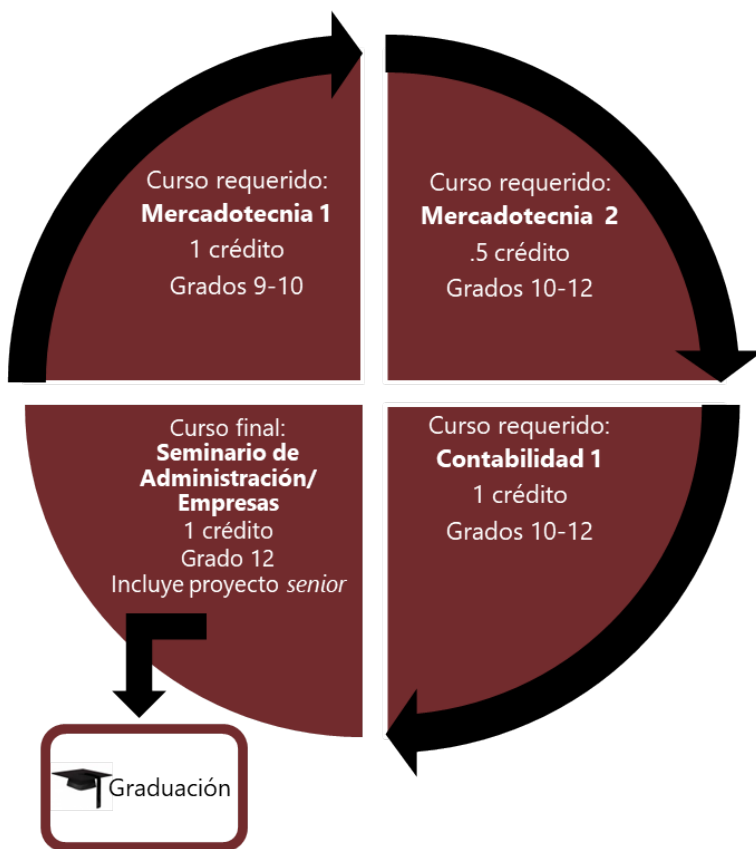 Curso requerido:
Mercadotecnia 1
1 crédito
Grados 9-10
Curso requerido:
Mercadotecnia 2
.5 crédito
Grados 10-12
Curso requerido:
Contabilidad 1
1 crédito
Grados 10-12
Curso final:
Seminario de
Administración/
Empresas
1 crédito
Grado 12
Incluye proyecto senior
Graduación